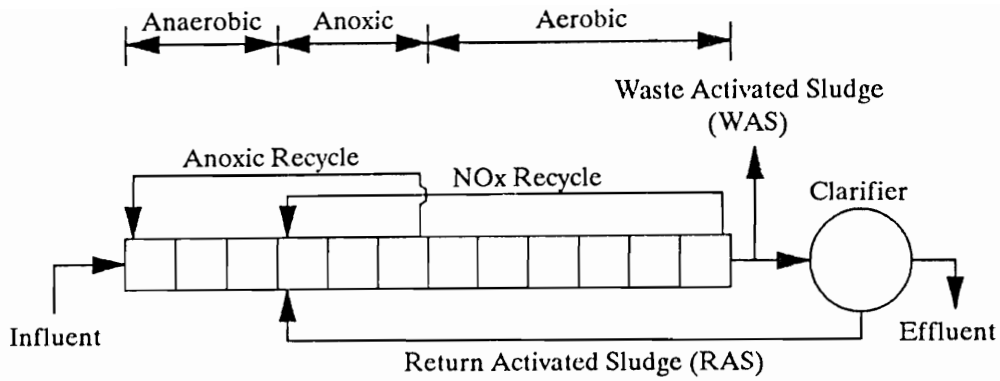 Anaerobic
Anoxic
Aerobic
Waste Activated Sludge
(WAS)
Anoxic Recycle
NOx Recycle
Clarifier
Influent
Effluent
Return Activated Sludge (RAS)